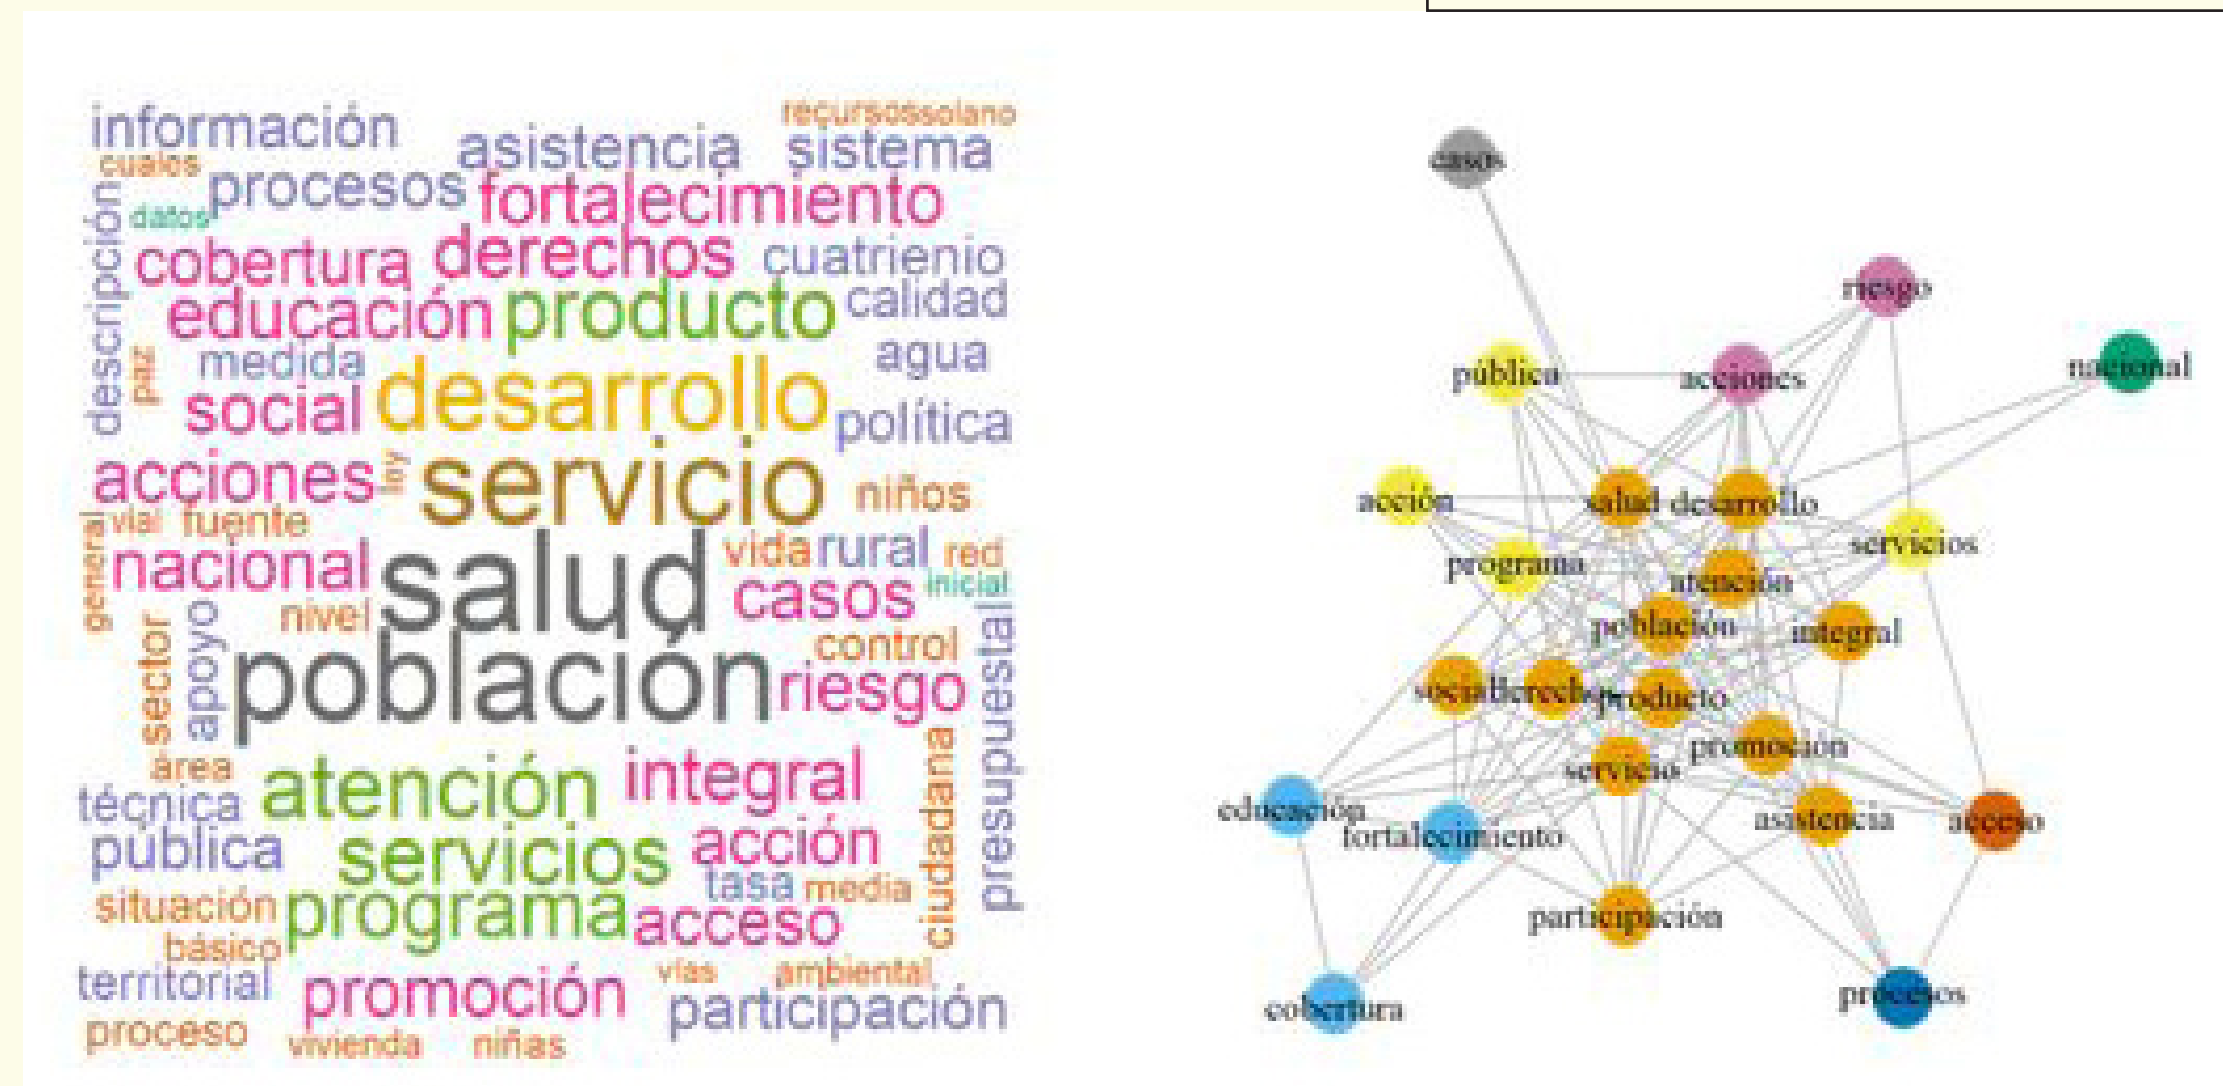 información
recursos solano
asistencia sistema
cuales
procesos fortalecimiento
descripción
datos
cobertura derechos cuatrienio
educación producto calidad
paz
medida
agua
social desarrollo política
acciones ley servicio niños
general
vial fuente
nacional salud vida rural red
casos inicial
nivel
sector
apoyo
población
control
riesgo
presupuestal
área
atención integral
ciudadana
técnica
pública servicios acción
tasa media
situación programa acceso
básico
territorial promoción
vías ambiental
participación
proceso vivienda niñas
casos
riesgo
nacional
pública acciones
acción salud desarrollo
servicios
programa atención
población integral
social derechos producto
promoción
servicio
educación
fortalecimiento asistencia acceso
participación
procesos
cobertura